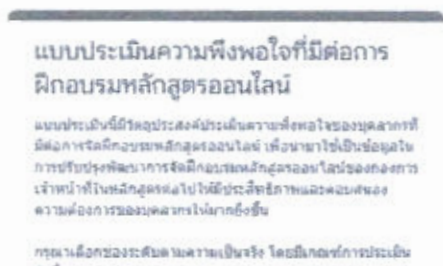 แบบประเมินความพึงพอใจที่มีต่อการ
ฝึกอบรมหลักสูตรออนไลน์
แบบประเมินนี้มีวัตถุประสงค์ประเมินความพึงพอใจของบุคลากรที่
มีต่อการจัดฝึกอบรมหลักสูตรออนไลน์ เพื่อนำมาใช้เป็นข้อมูลใน
การปรับปรุงพัฒนาการจัดฝึกอบรมหลักสูตรออนไลน์ของกองการ
เจ้าหน้าที่ในหลักสูตรต่อไปให้มีประสิทธิภาพและตอบสนอง
ความต้องการของบุคลากรให้มากยิ่งขึ้น
กรุณาเลือกช่องระดับตามความเป็นจริง โดยมีเกณฑ์การประเมิน